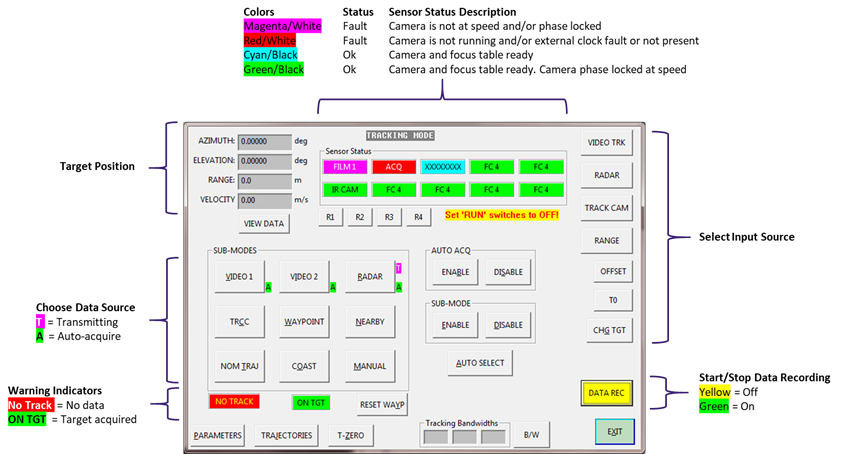 Colors Status Sensor Status Description
Magenta/White Fault Camera is not at speed and/or phase locked
Red/White Fault Camera is not running and/or external clock fault or not present
Cyan/Black Ok Camera and focus table ready
Green/Black Ok Camera and focus table ready. Camera phase locked at speed
Target Position
AZIMUTH: 0.00000 deg
ELEVATION: 0.00000 deg
RANGE: 0.0 m
VELOCITY 0.00 m/s
VIEW DATA
TRACKING MODE
Sensor Status
FILM 1 ACQ XXXXXXXX FC 4 FC 4
IR CAM FC 4 FC 4 FC 4 FC 4
R1 R2 R3 R4 Set 'RUN' switches to OFF!
VIDEO TRK
RADAR
TRACK CAM
RANGE
OFFSET
T0
CHG TGT
Select Input Source
Choose Data Source
T = Transmitting
A = Auto-acquire
SUB-MODES
VIDEO 1 A VIDEO 2 A RADAR T A
TRCC WAYPOINT NEARBY
NOM TRAJ COAST MANUAL
AUTO ACQ
ENABLE DISABLE
SUB-MODE
ENABLE DISABLE
AUTO SELECT
Warning Indicators
No Track = No data
ON TGT = Target acquired
NO TRACK ON TGT RESET WAYP
PARAMETERS TRAJECTORIES T-ZERO
Tracking Bandwidths
B/W
DATA REC
EXIT
Start/Stop Data Recording
Yellow = Off
Green = On